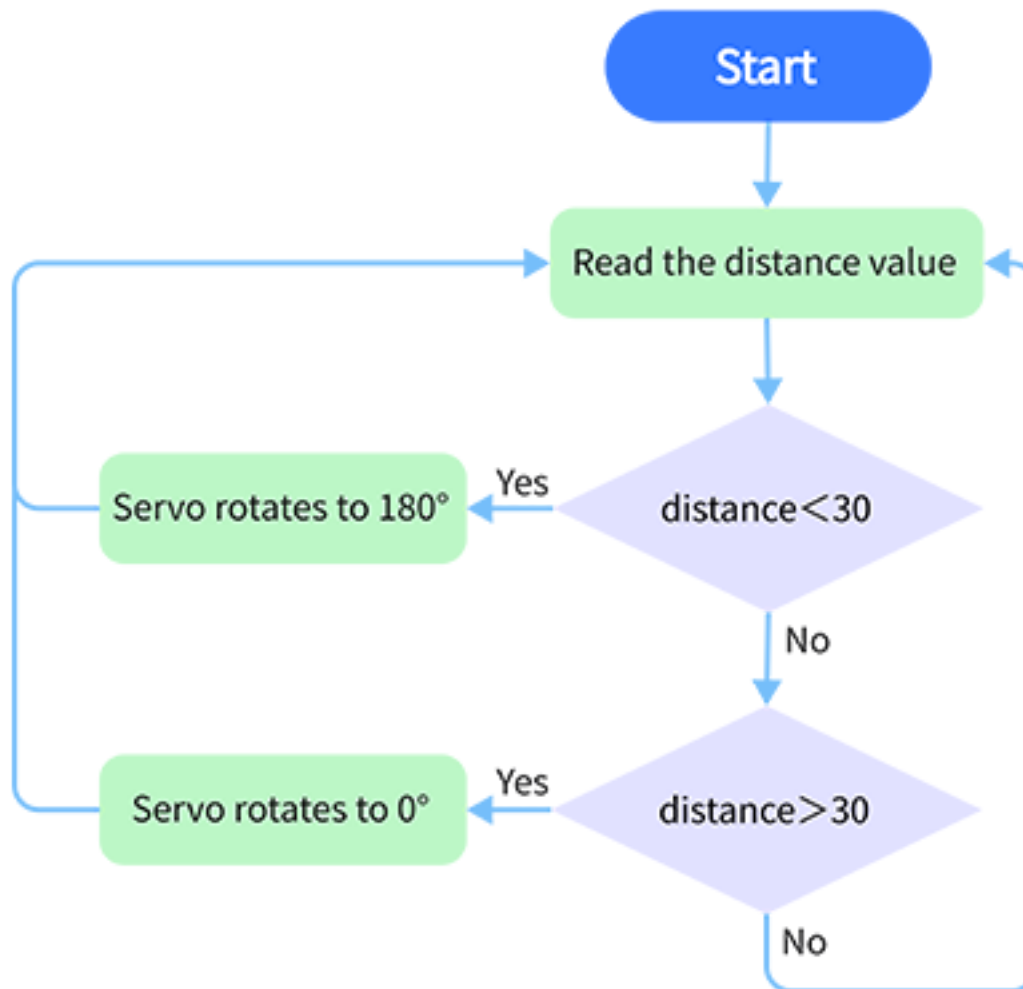 Start
Read the distance value
Yes
Servo rotates to 180°
distance＜30
No
Yes
Servo rotates to 0°
distance＞30
No